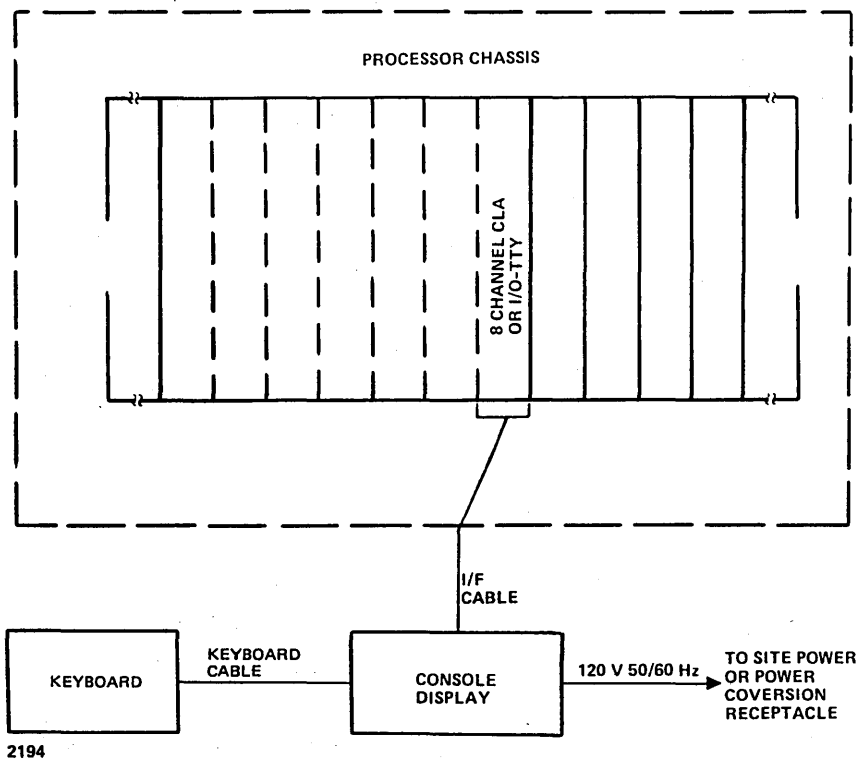 PROCESSOR CHASSIS
8 CHANNEL CLA
OR I/O-TTY
I/F
CABLE
KEYBOARD
KEYBOARD
CABLE
CONSOLE
DISPLAY
120 V 50/60 Hz
TO SITE POWER
OR POWER
COVERSION
RECEPTACLE
2194